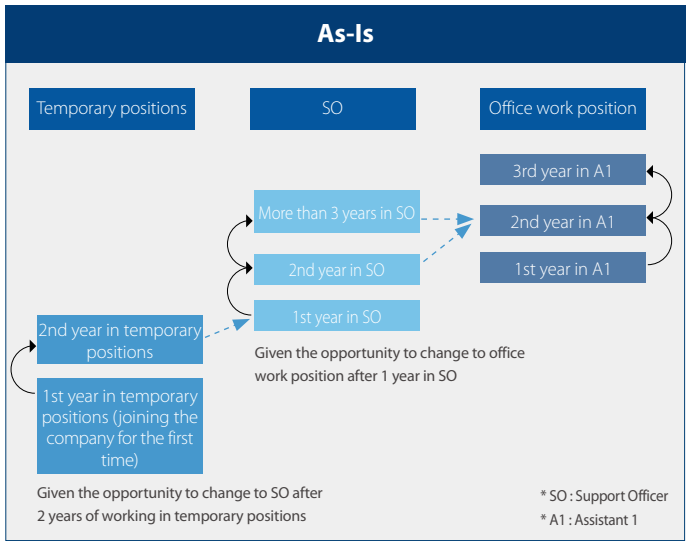 As-Is
Temporary positions
SO
Office work position
3rd year in A1
More than 3 years in SO
2nd year in A1
2nd year in SO
1st year in A1
1st year in SO
2nd year in temporary
positions
Given the opportunity to change to office
work position after 1 year in SO
1st year in temporary
positions (joining the
company for the first
time)
Given the opportunity to change to SO after
2 years of working in temporary positions
* SO : Support Officer
* A1 : Assistant 1